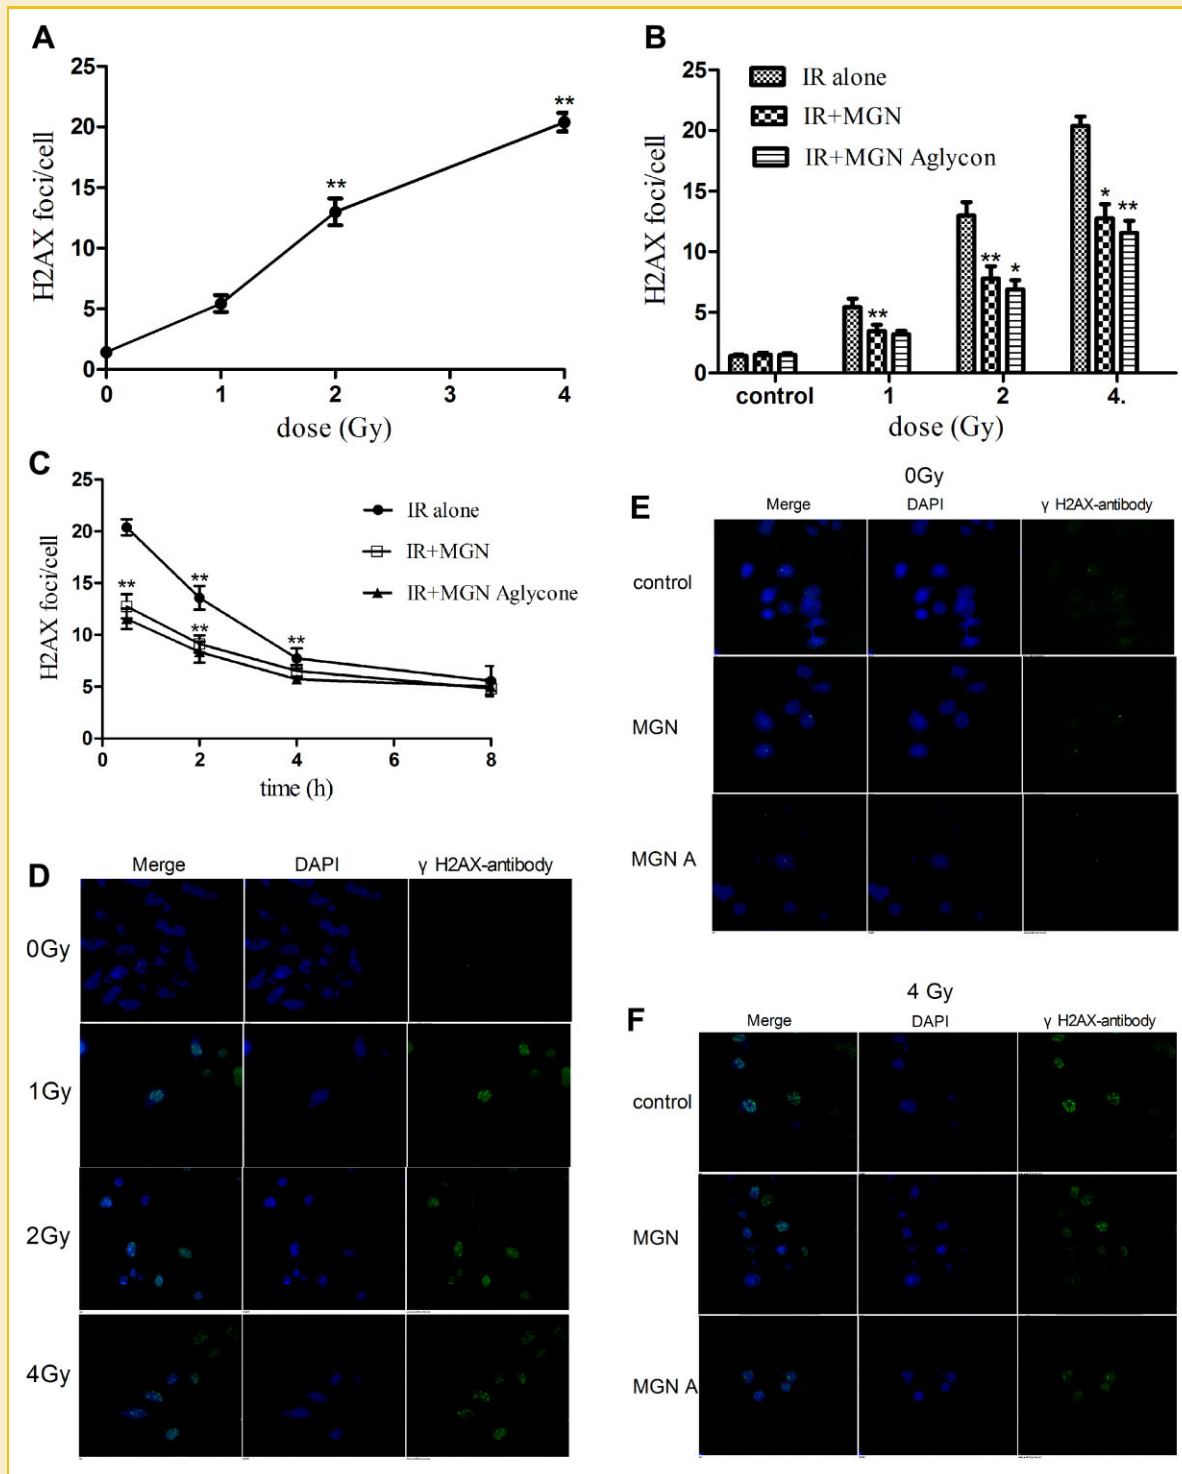 A
25
20
15
10
5
0
H2AX foci/cell
**
**
0 1 2 3 4
dose (Gy)
B
25
20
15
10
5
0
H2AX foci/cell
IR alone
IR+MGN
IR+MGN Aglycon
**
**
*
*
**
control 1 2 4.
dose (Gy)
C
25
20
15
10
5
0
H2AX foci/cell
IR alone
IR+MGN
IR+MGN Aglycone
**
**
**
**
0 2 4 6 8
time (h)
D
Merge DAPI γ H2AX-antibody
0Gy
1Gy
2Gy
4Gy
E
0Gy
Merge DAPI γ H2AX-antibody
control
MGN
MGN A
F
4 Gy
Merge DAPI γ H2AX-antibody
control
MGN
MGN A